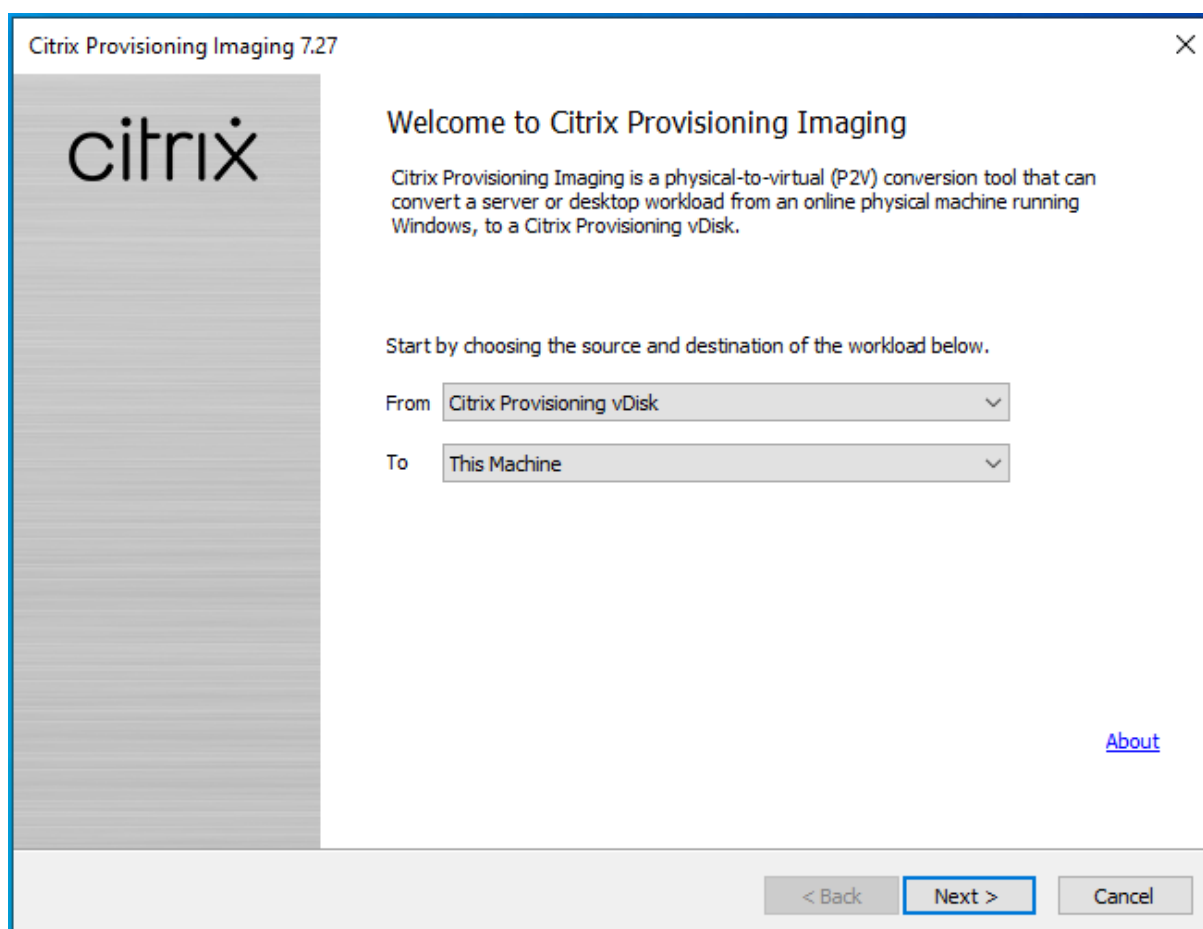 Citrix Provisioning Imaging 7.27
citrix
Welcome to Citrix Provisioning Imaging
Citrix Provisioning Imaging is a physical-to-virtual (P2V) conversion tool that can
convert a server or desktop workload from an online physical machine running
Windows, to a Citrix Provisioning vDisk.
Start by choosing the source and destination of the workload below.
From Citrix Provisioning vDisk
To This Machine
About
< Back Next > Cancel